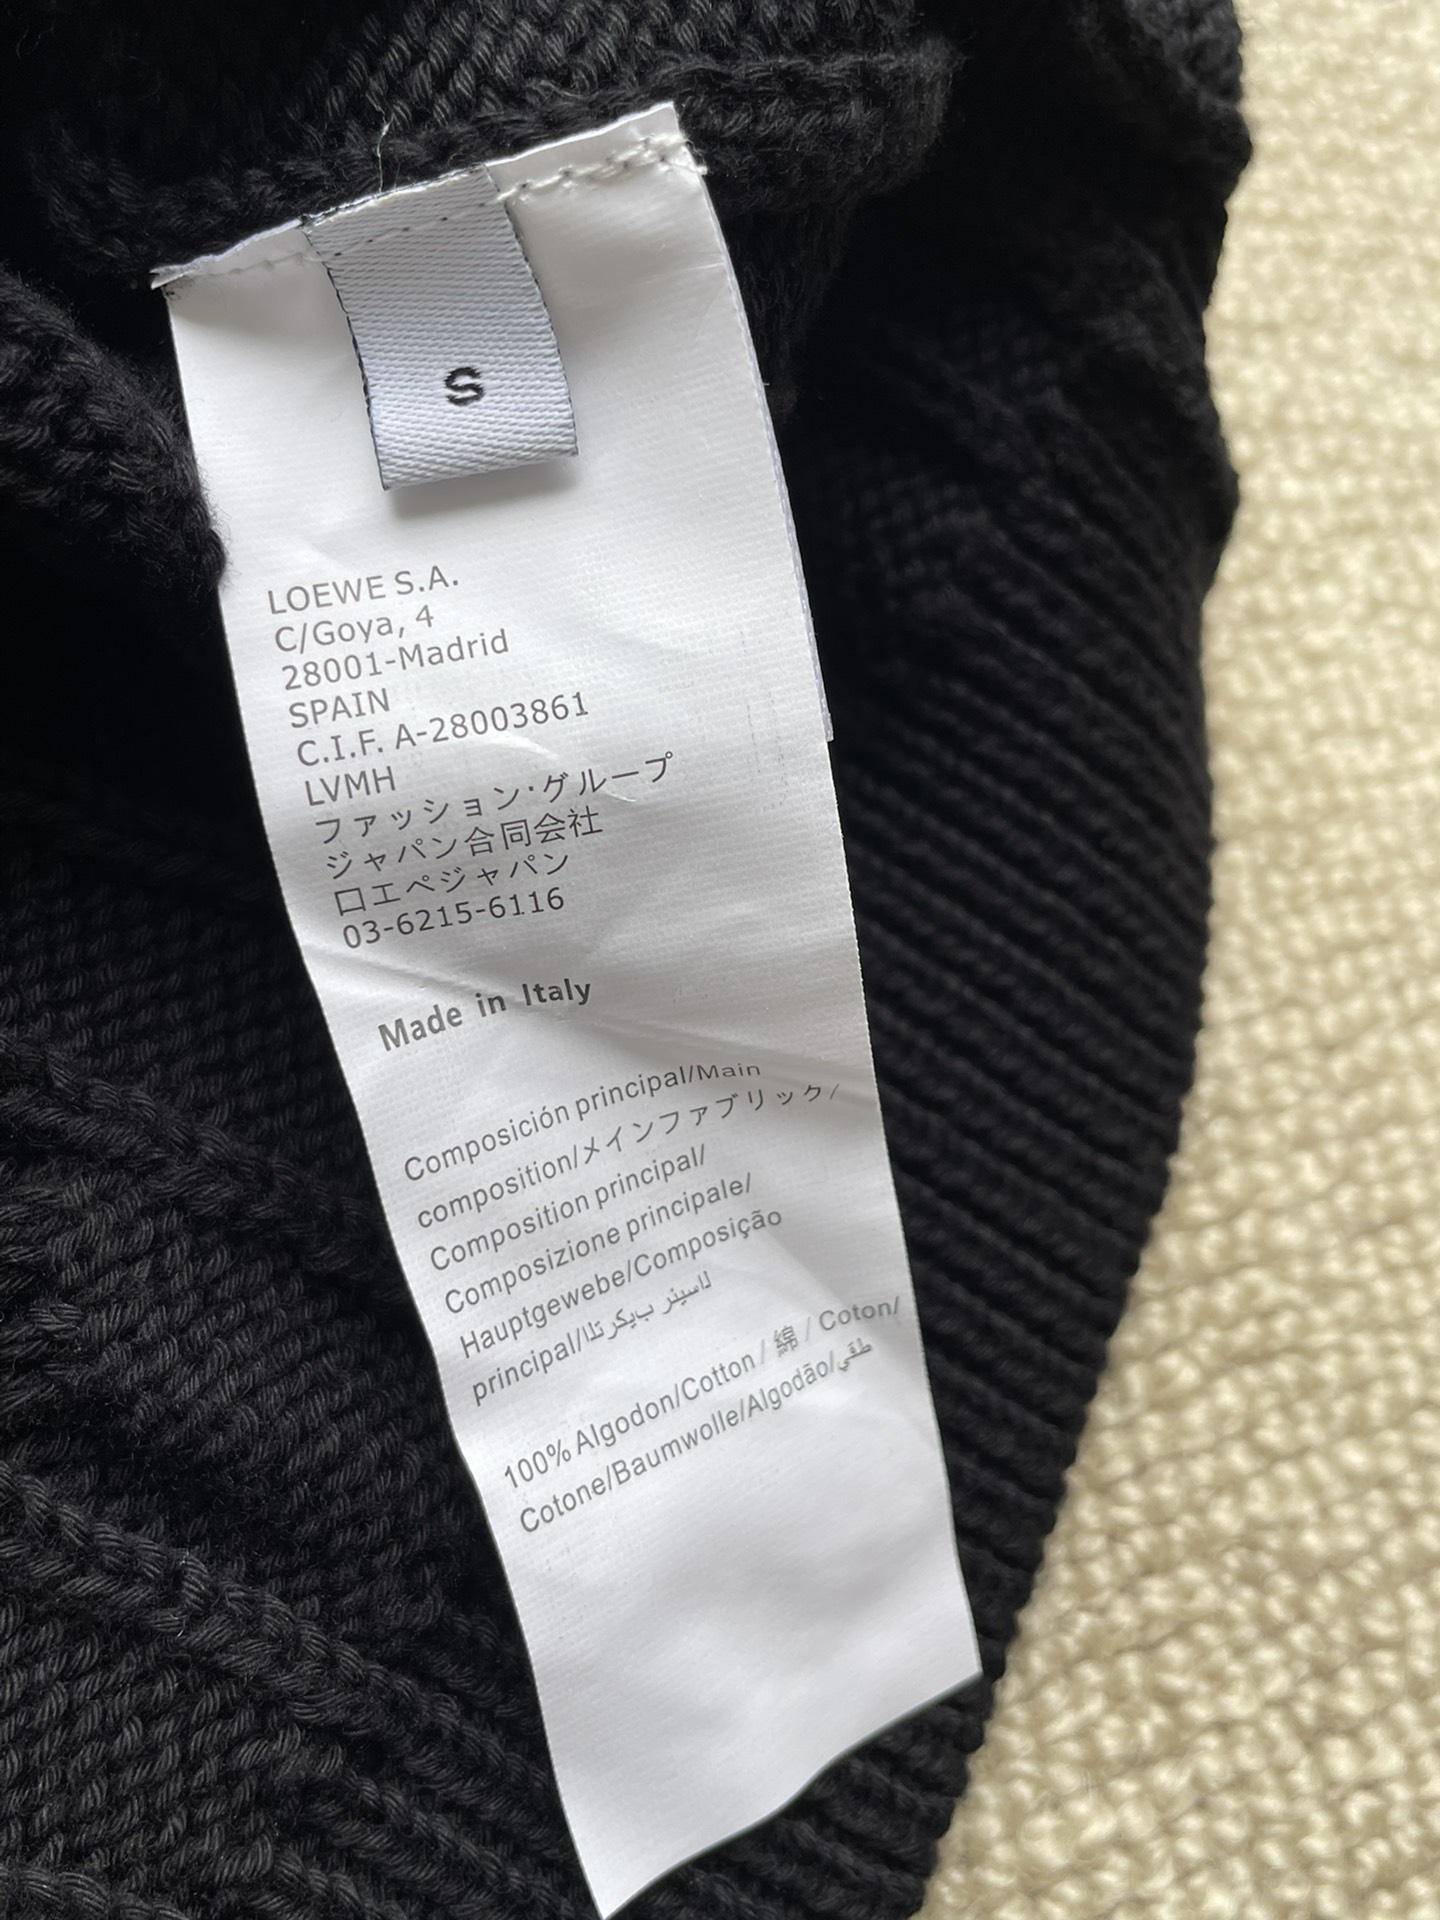 S
LOEWE S.A.
C/Goya, 4
28001-Madrid
SPAIN
C.I.F. A-28003861
LVMH
ファッション・グループ
ジャパン合同会社
口エペジャパン
03-6215-6116
Made in Italy
Composición principal/Main
composition/メインファブリック/
Composition principal/
Composizione principale/
Hauptgewebe/Composição
principal/
100% Algodon/Cotton / 綿 / Coton/
Cotone/Baumwolle/Algodão/طقي